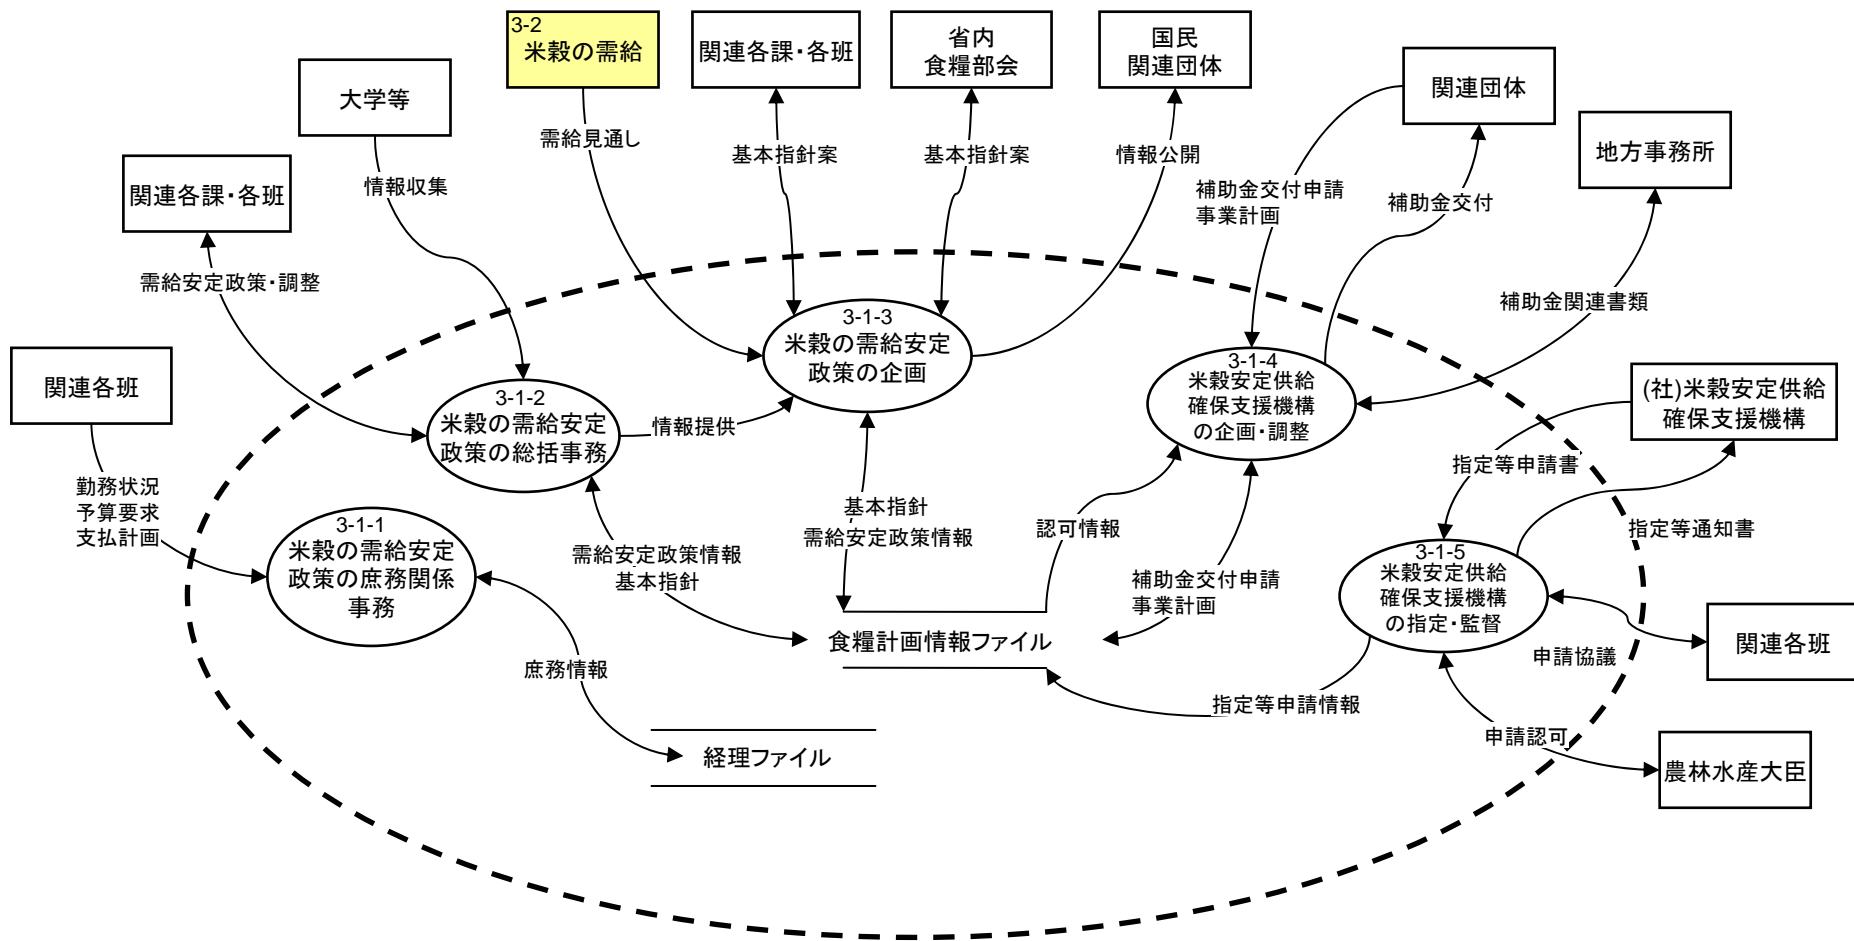 3-2
米穀の需給
関連各課・各班
省内
食糧部会
国民
関連団体
関連団体
大学等
地方事務所
関連各課・各班
需給見通し
基本指針案
基本指針案
情報公開
情報収集
補助金交付申請
事業計画
補助金交付
需給安定政策・調整
補助金関連書類
関連各班
3-1-3
米穀の需給安定
政策の企画
3-1-4
米穀安定供給
確保支援機構
の企画・調整
(社)米穀安定供給
確保支援機構
3-1-2
米穀の需給安定
政策の総括事務
情報提供
指定等申請書
勤務状況
予算要求
支払計画
3-1-1
米穀の需給安定
政策の庶務関係
事務
基本指針
需給安定政策情報
認可情報
指定等通知書
需給安定政策情報
基本指針
補助金交付申請
事業計画
3-1-5
米穀安定供給
確保支援機構
の指定・監督
食糧計画情報ファイル
関連各班
申請協議
庶務情報
指定等申請情報
申請認可
経理ファイル
農林水産大臣